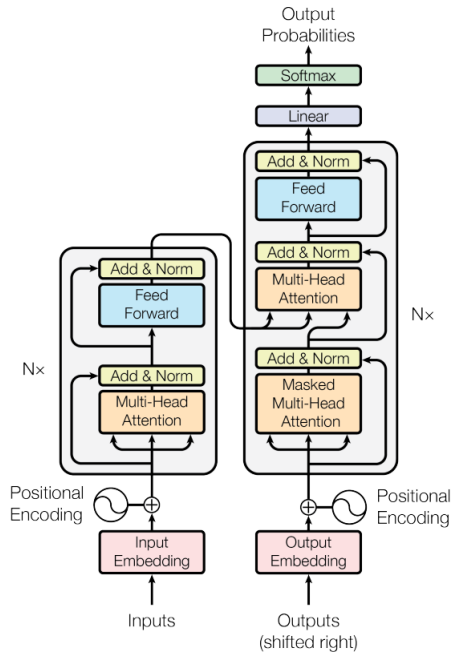 Output
Probabilities
Softmax
Linear
Add & Norm
Feed
Forward
Add & Norm
Multi-Head
Attention
Add & Norm
Masked
Multi-Head
Attention
N×
Add & Norm
Feed
Forward
Add & Norm
Multi-Head
Attention
N×
Positional
Encoding
Positional
Encoding
Input
Embedding
Output
Embedding
Inputs
Outputs
(shifted right)